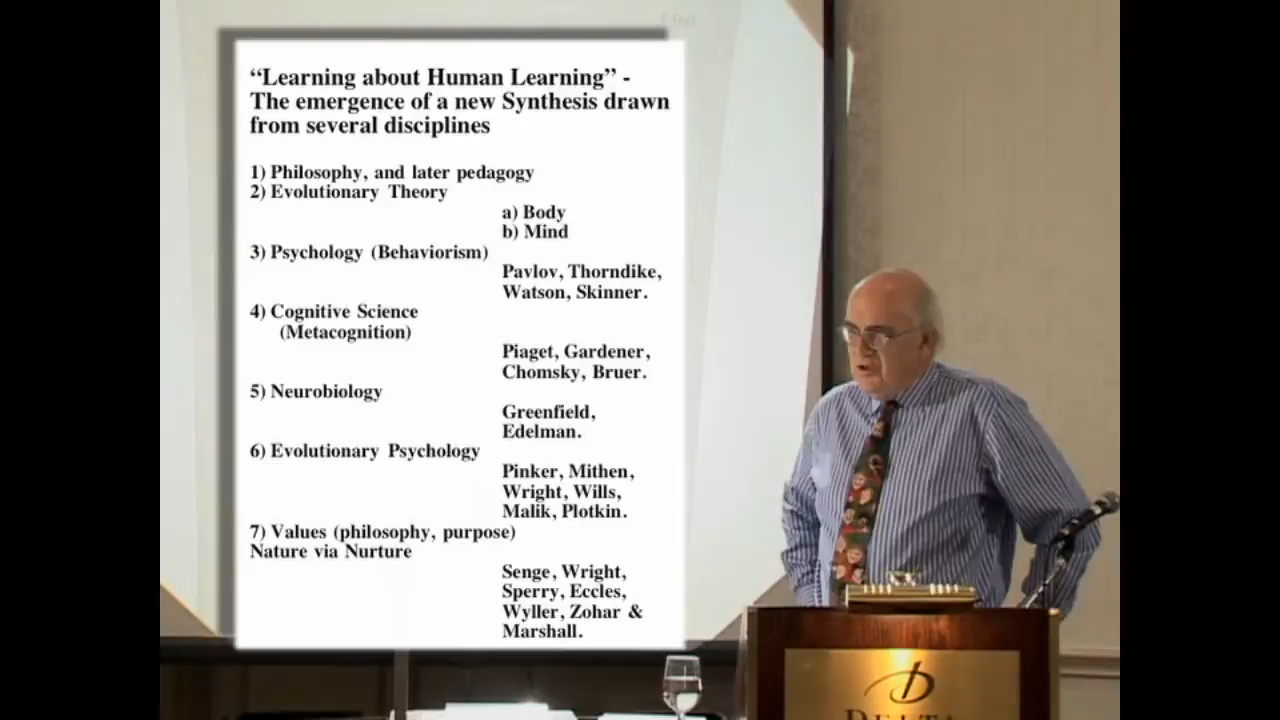 “Learning about Human Learning” -
The emergence of a new Synthesis drawn
from several disciplines
1) Philosophy, and later pedagogy
2) Evolutionary Theory
a) Body
b) Mind
3) Psychology (Behaviorism)
Pavlov, Thorndike,
Watson, Skinner.
4) Cognitive Science
(Metacognition)
Piaget, Gardener,
Chomsky, Bruer.
5) Neurobiology
Greenfield,
Edelman.
6) Evolutionary Psychology
Pinker, Mithen,
Wright, Wills,
Malik, Plotkin.
7) Values (philosophy, purpose)
Nature via Nurture
Senge, Wright,
Sperry, Eccles,
Wyller, Zohar &
Marshall.
DELTA